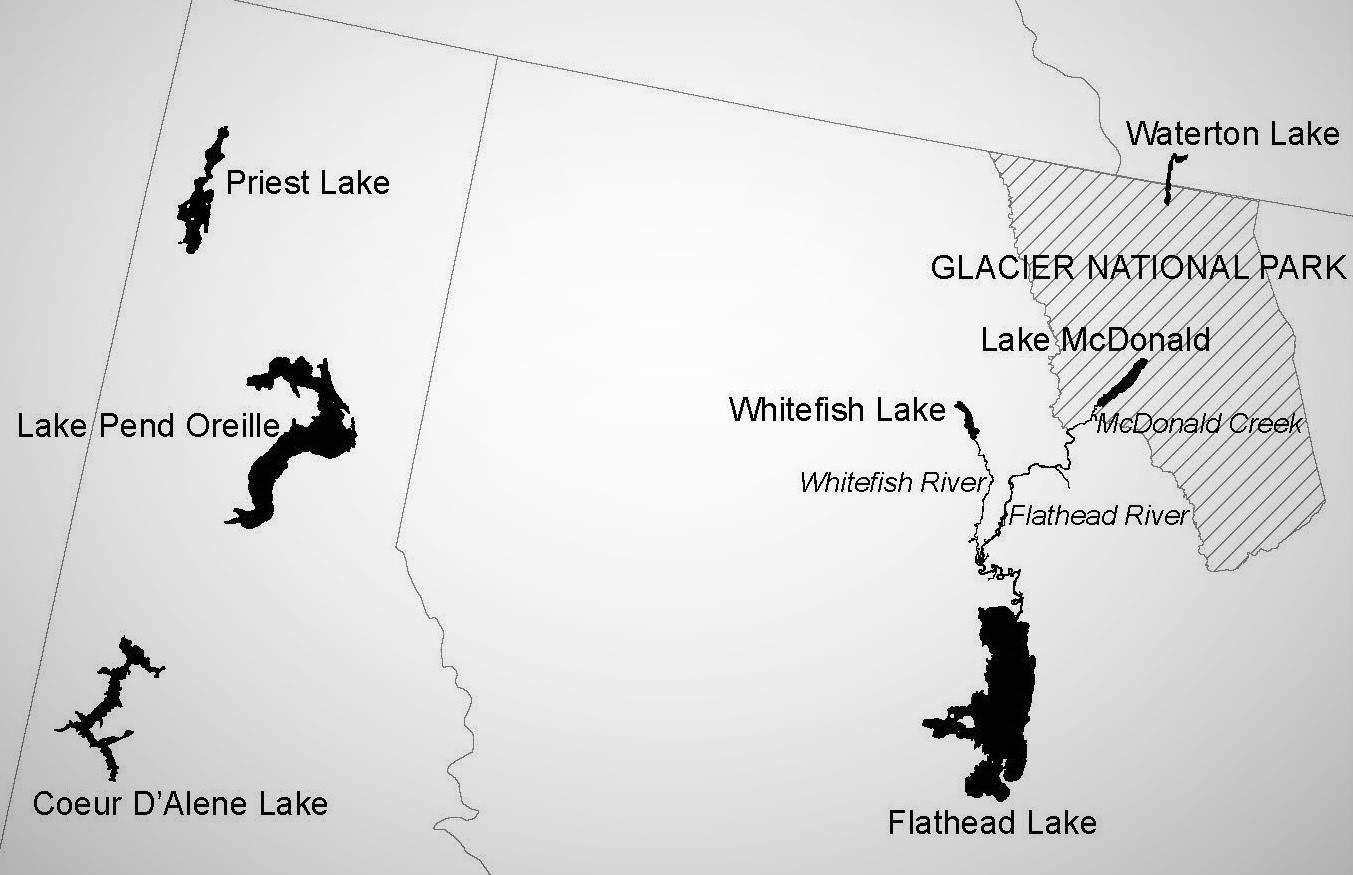 Waterton Lake
Priest Lake
GLACIER NATIONAL PARK
Lake McDonald
Whitefish Lake
Lake Pend Oreille
McDonald Creek
Whitefish River
Flathead River
Coeur D'Alene Lake
Flathead Lake